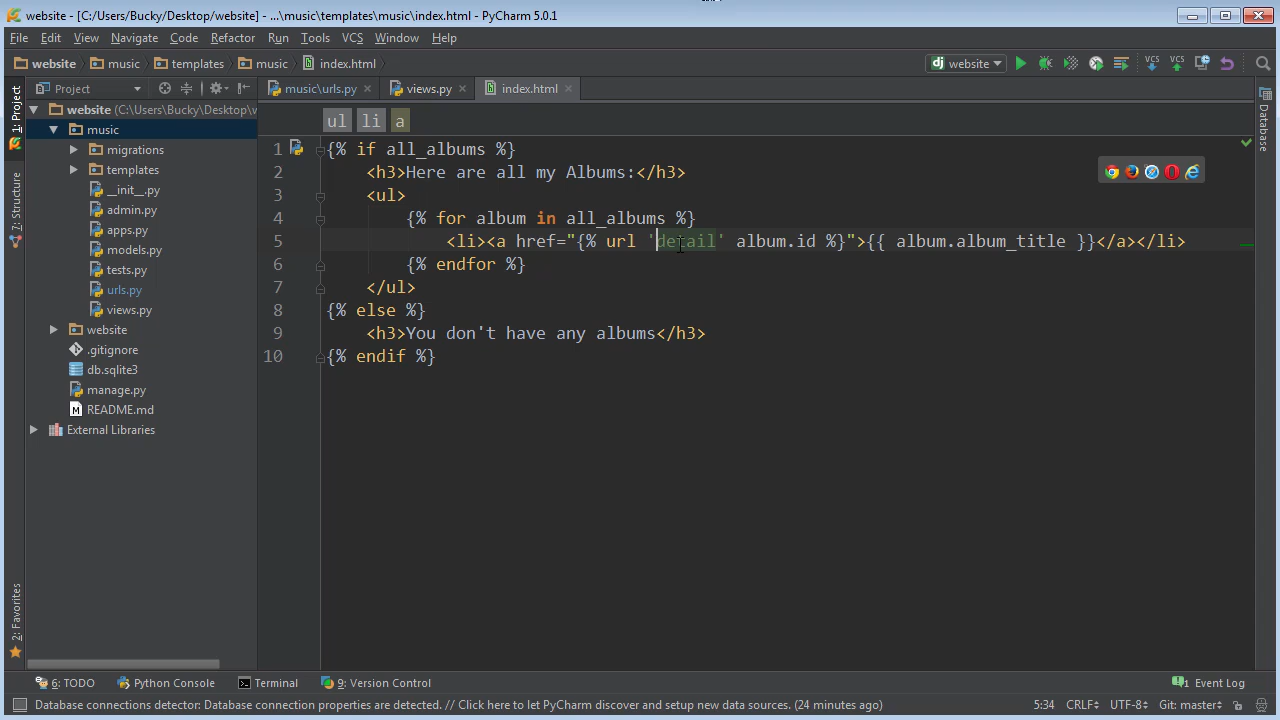 website - [C:/Users/Bucky/Desktop/website] - ...\music\templates\music\index.html - PyCharm 5.0.1
File Edit View Navigate Code Refactor Run Tools VCS Window Help
website music templates music index.html dj website VCS VCS
Project music\urls.py views.py index.html
website (C:\Users\Bucky\Desktop\w
music
migrations
templates
__init__.py
admin.py
apps.py
models.py
tests.py
urls.py
views.py
website
.gitignore
db.sqlite3
manage.py
README.md
External Libraries
1: Project
7: Structure
2: Favorites
ul li a
1 {% if all_albums %}
2 <h3>Here are all my Albums:</h3>
3 <ul>
4 {% for album in all_albums %}
5 <li><a href="{% url 'detail' album.id %}">{{ album.album_title }}</a></li>
6 {% endfor %}
7 </ul>
8 {% else %}
9 <h3>You don't have any albums</h3>
10 {% endif %}
Database
6: TODO Python Console Terminal 9: Version Control 1 Event Log
Database connections detector: Database connection properties are detected. // Click here to let PyCharm discover and setup new data sources. (24 minutes ago) 5:34 CRLF UTF-8 Git: master